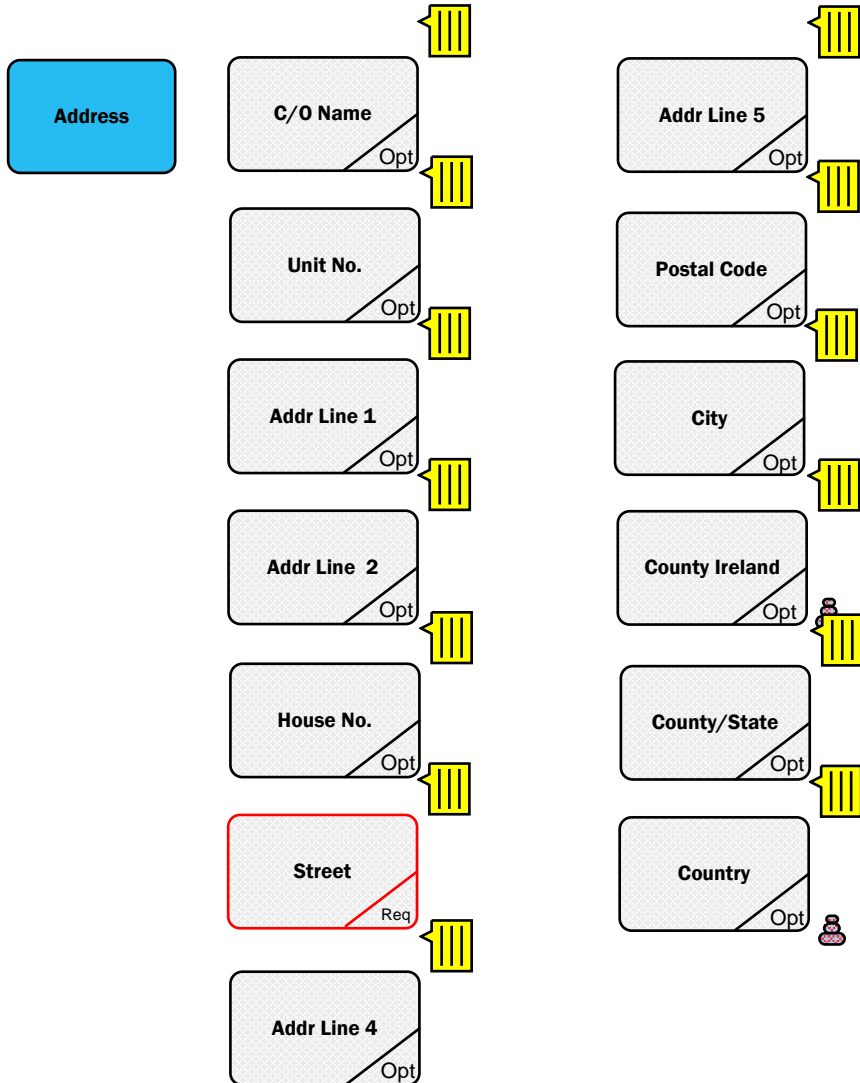 Address
C/O Name
Opt
Unit No.
Opt
Addr Line 1
Opt
Addr Line 2
Opt
House No.
Opt
Street
Req
Addr Line 4
Opt
Addr Line 5
Opt
Postal Code
Opt
City
Opt
County Ireland
Opt
County/State
Opt
Country
Opt